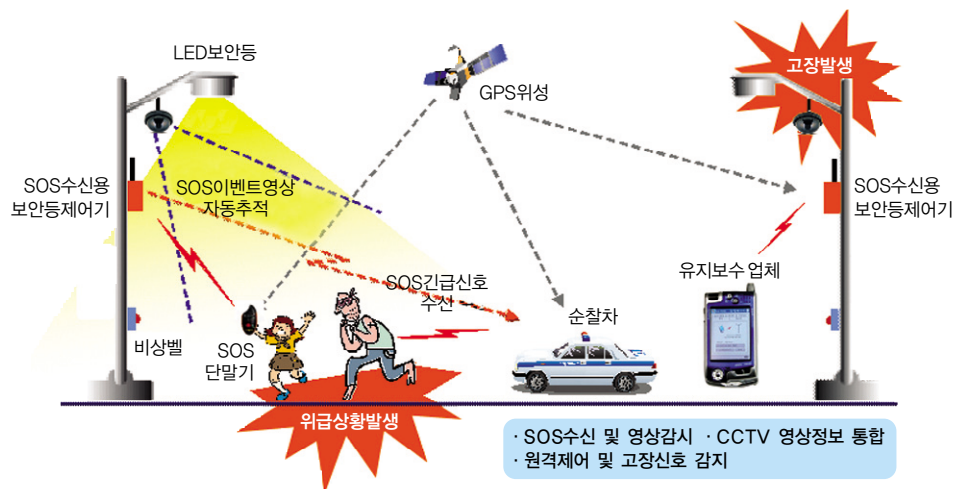 LED보안등
GPS위성
고장발생
SOS수신용
보안등제어기
SOS이벤트영상
자동추적
SOS수신용
보안등제어기
SOS긴급신호
수신
유지보수 업체
순찰차
비상벨
SOS
단말기
위급상황발생
· SOS수신 및 영상감시 · CCTV 영상정보 통합
· 원격제어 및 고장신호 감지